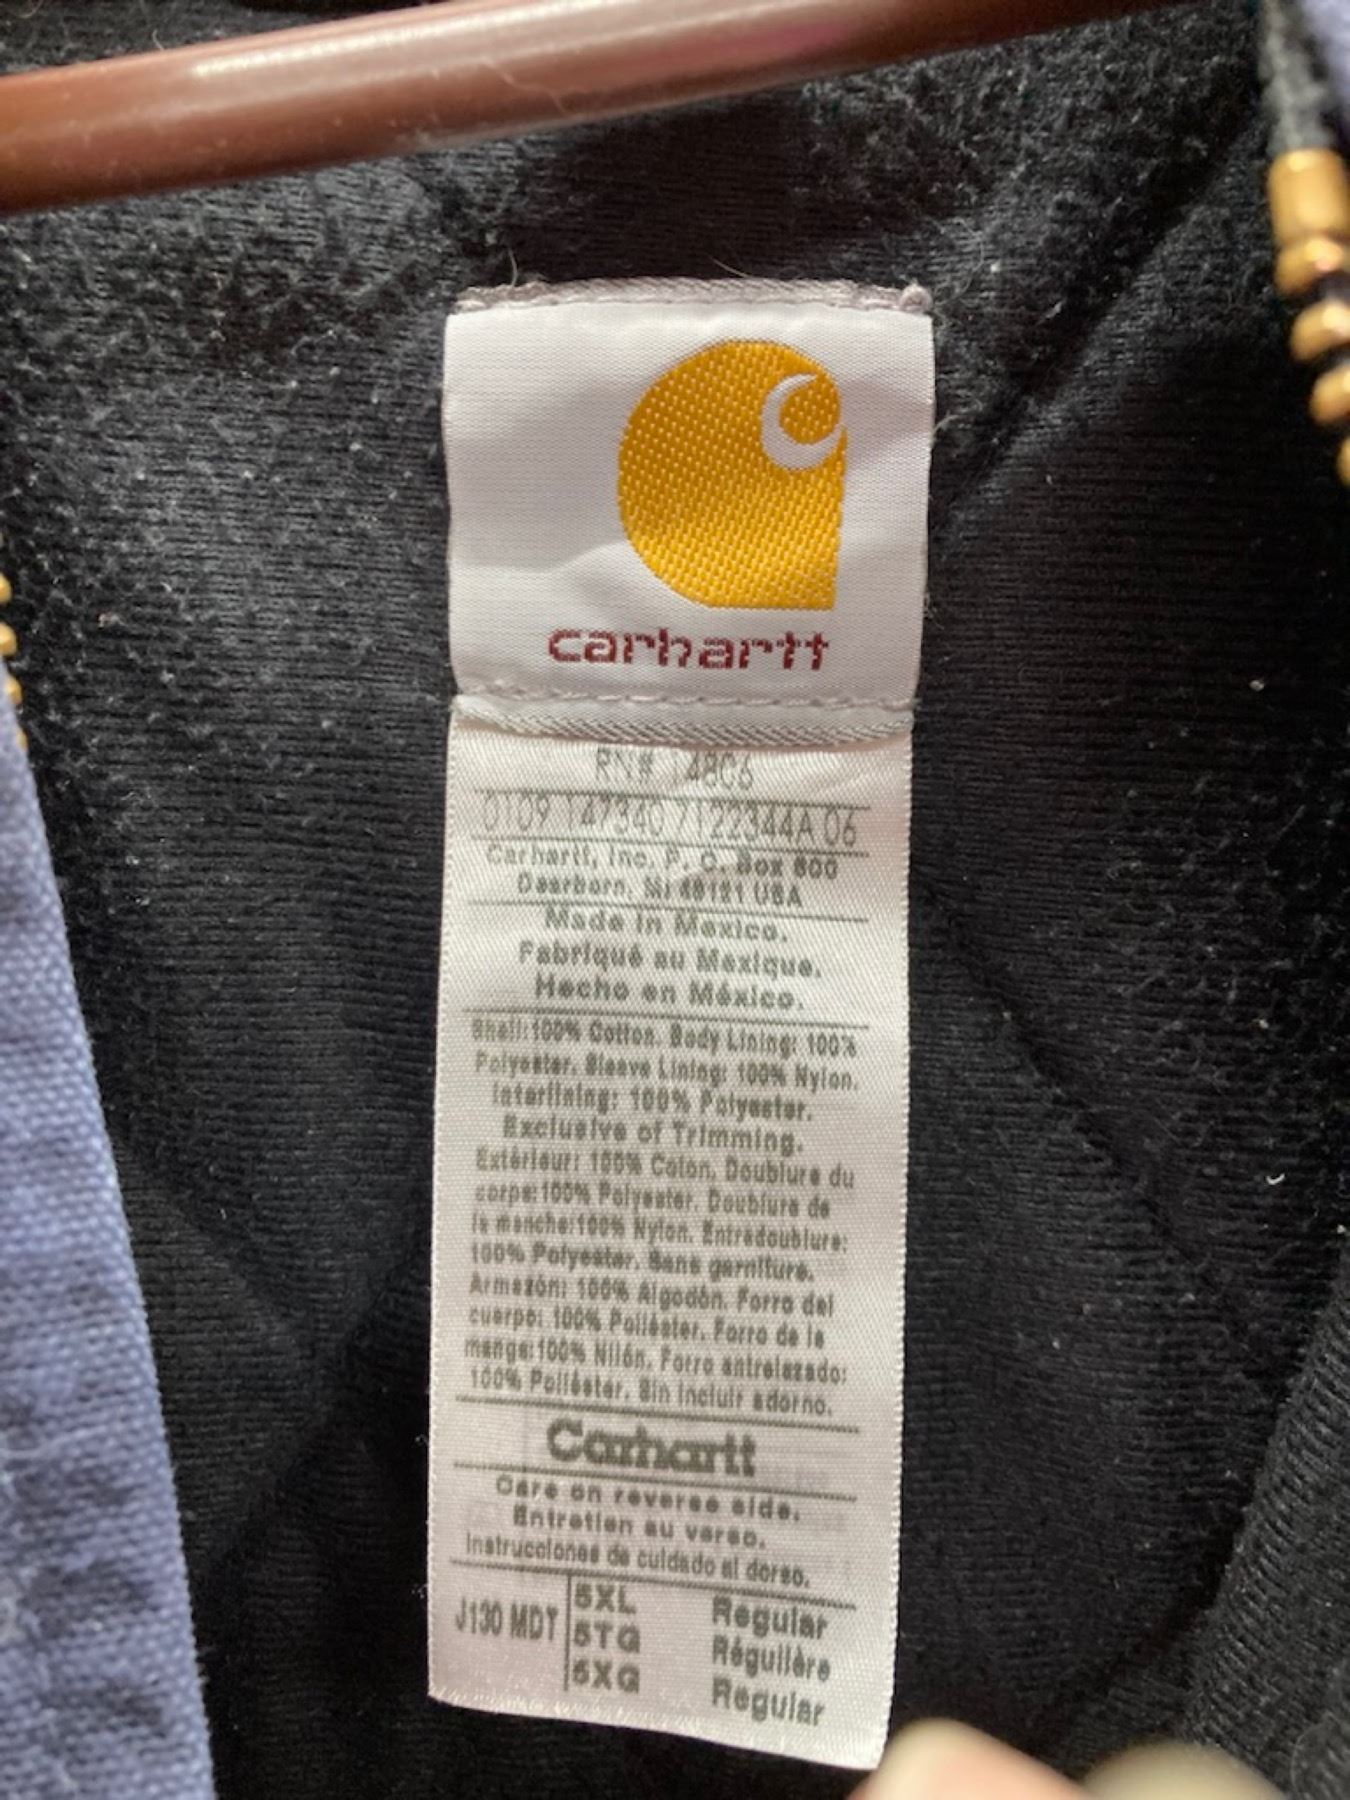 carhartt
RN# 14806
0109 147340 7122344A 06
Carhartt, Inc. P. O. Box 600
Dearborn, MI 48121 USA
Made in Mexico.
Fabriqué au Mexique.
Hecho en México.
Shell:100% Cotton. Body Lining: 100%
Polyester. Sleeve Lining: 100% Nylon.
Interlining: 100% Polyester.
Exclusive of Trimming.
Extérieur: 100% Coton. Doublure du
corps:100% Polyester. Doublure de
la manche:100% Nylon. Entredoublure:
100% Polyester. Sans garniture.
Armazón: 100% Algodón. Forro del
cuerpo: 100% Poliéster. Forro de la
manga:100% Nilón. Forro entrelazado:
100% Poliéster. Sin incluir adorno.
Carhartt
Care on reverse side.
Entretien au verso.
Instrucciones de cuidado al dorso.
J130 MDT
5XL Regular
5TG Régulière
5XG Regular